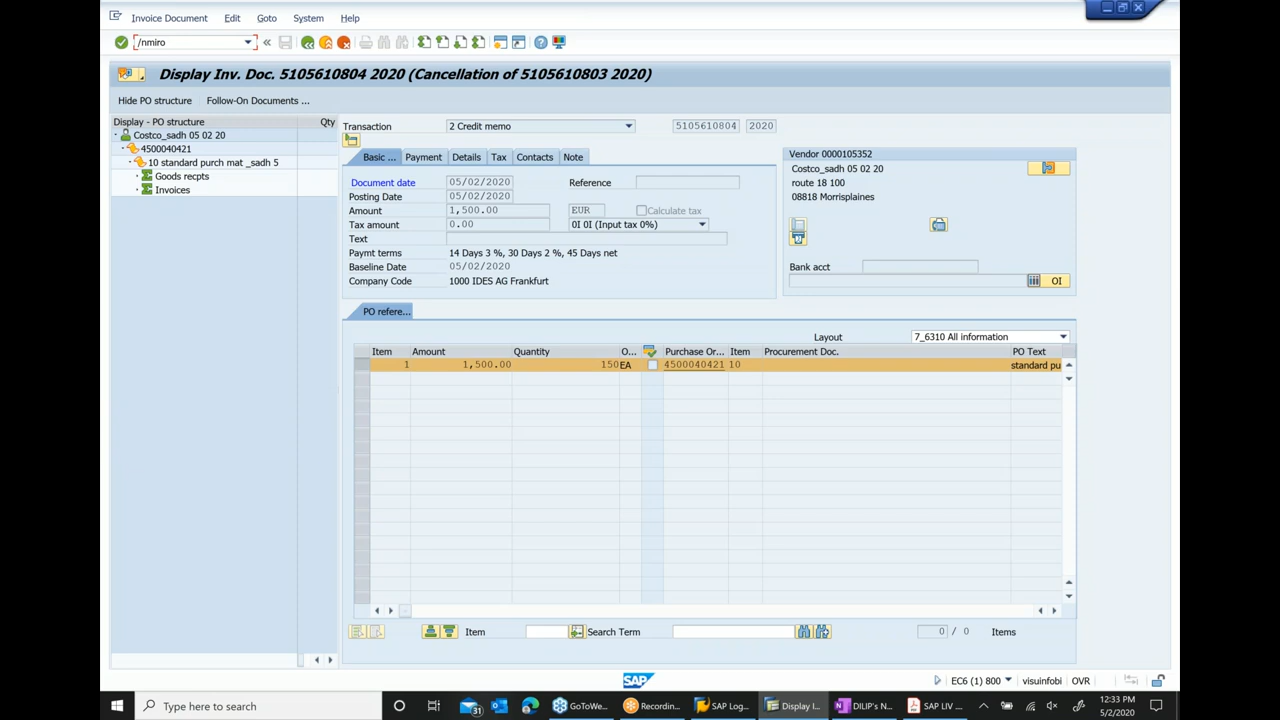 Invoice Document Edit Goto System Help
/nmiro
Display Inv. Doc. 5105610804 2020 (Cancellation of 5105610803 2020)
Hide PO structure Follow-On Documents ...
Display - PO structure Qty
Costco_sadh 05 02 20
4500040421
10 standard purch mat _sadh 5
Goods recpts
Invoices
Transaction 2 Credit memo 5105610804 2020
Basic ... Payment Details Tax Contacts Note
Document date 05/02/2020 Reference
Posting Date 05/02/2020
Amount 1,500.00 EUR Calculate tax
Tax amount 0.00 0I 0I (Input tax 0%)
Text
Paymt terms 14 Days 3 %, 30 Days 2 %, 45 Days net
Baseline Date 05/02/2020
Company Code 1000 IDES AG Frankfurt
Vendor 0000105352
Costco_sadh 05 02 20
route 18 100
08818 Morrisplaines
Bank acct
OI
PO refere...
Layout 7_6310 All information
Item Amount Quantity O... Purchase Or... Item Procurement Doc. PO Text
1 1,500.00 150 EA 4500040421 10 standard pu
Item Search Term 0 / 0 Items
SAP EC6 (1) 800 visuinfobi OVR
Type here to search 31 GoToWe... Recordin... SAP Log... Display I... DILIP's N... SAP LIV ... 12:33 PM
5/2/2020